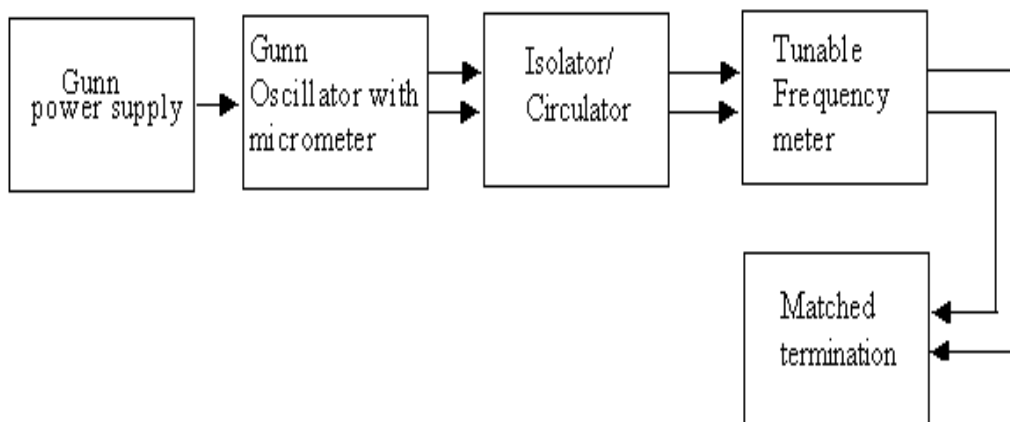 Gunn
power supply
Gunn
Oscillator with
micrometer
Isolator/
Circulator
Tunable
Frequency
meter
Matched
termination